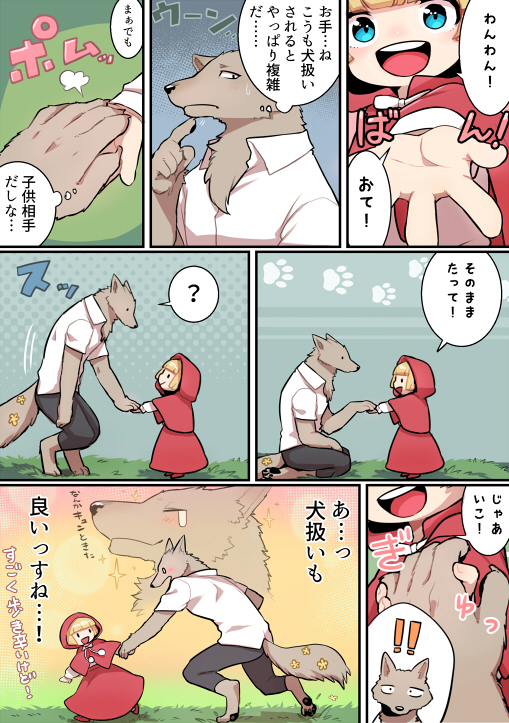 わんわん!
ばん!
おて!
お手…ね
こうも犬扱い
されると
やっぱり複雑
だ……
ウーン…
まぁでも
ポムッ
子供相手
だしな…
そのまま
たって!
?
スッ
じゃあ
いこ!
ぎゅっ
!!
あ…っ
犬扱いも
良いっすね…!
なんかキュンときた
すごく歩き辛いけど!